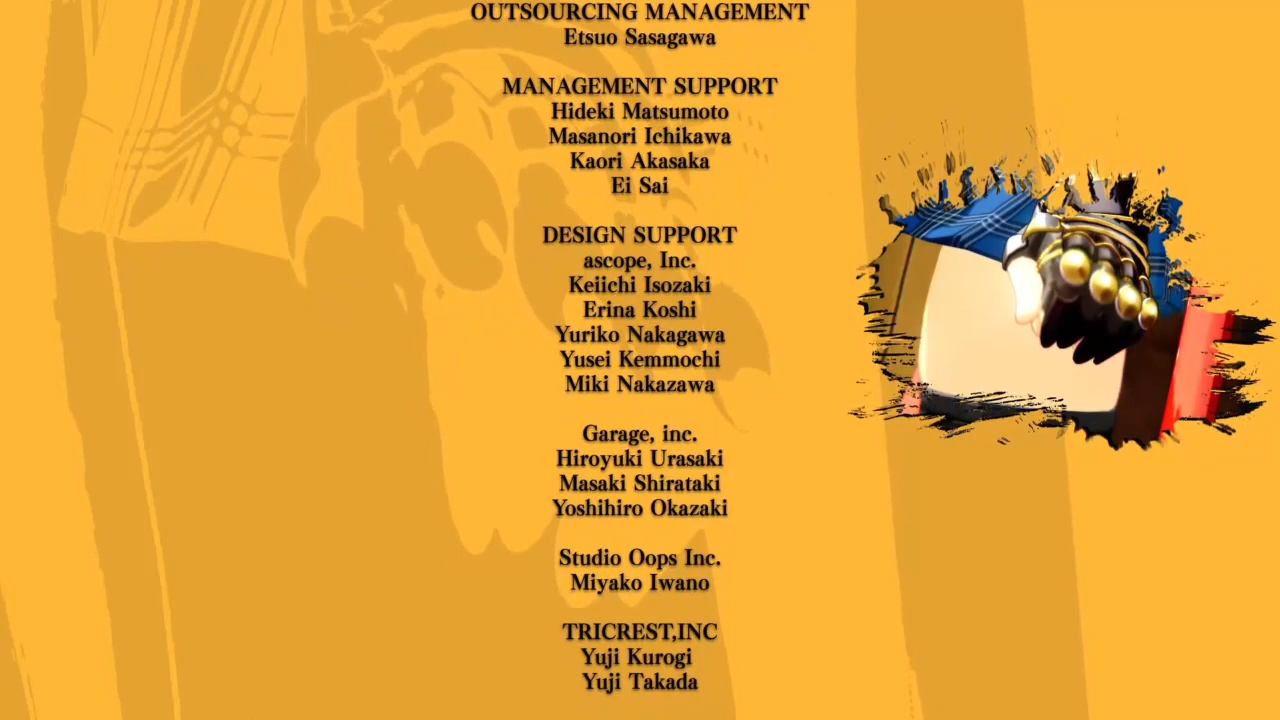 OUTSOURCING MANAGEMENT
Etsuo Sasagawa
MANAGEMENT SUPPORT
Hideki Matsumoto
Masanori Ichikawa
Kaori Akasaka
Ei Sai
DESIGN SUPPORT
ascope, Inc.
Keiichi Isozaki
Erina Koshi
Yuriko Nakagawa
Yusei Kemmochi
Miki Nakazawa
Garage, inc.
Hiroyuki Urasaki
Masaki Shirataki
Yoshihiro Okazaki
Studio Oops Inc.
Miyako Iwano
TRICREST,INC
Yuji Kurogi
Yuji Takada